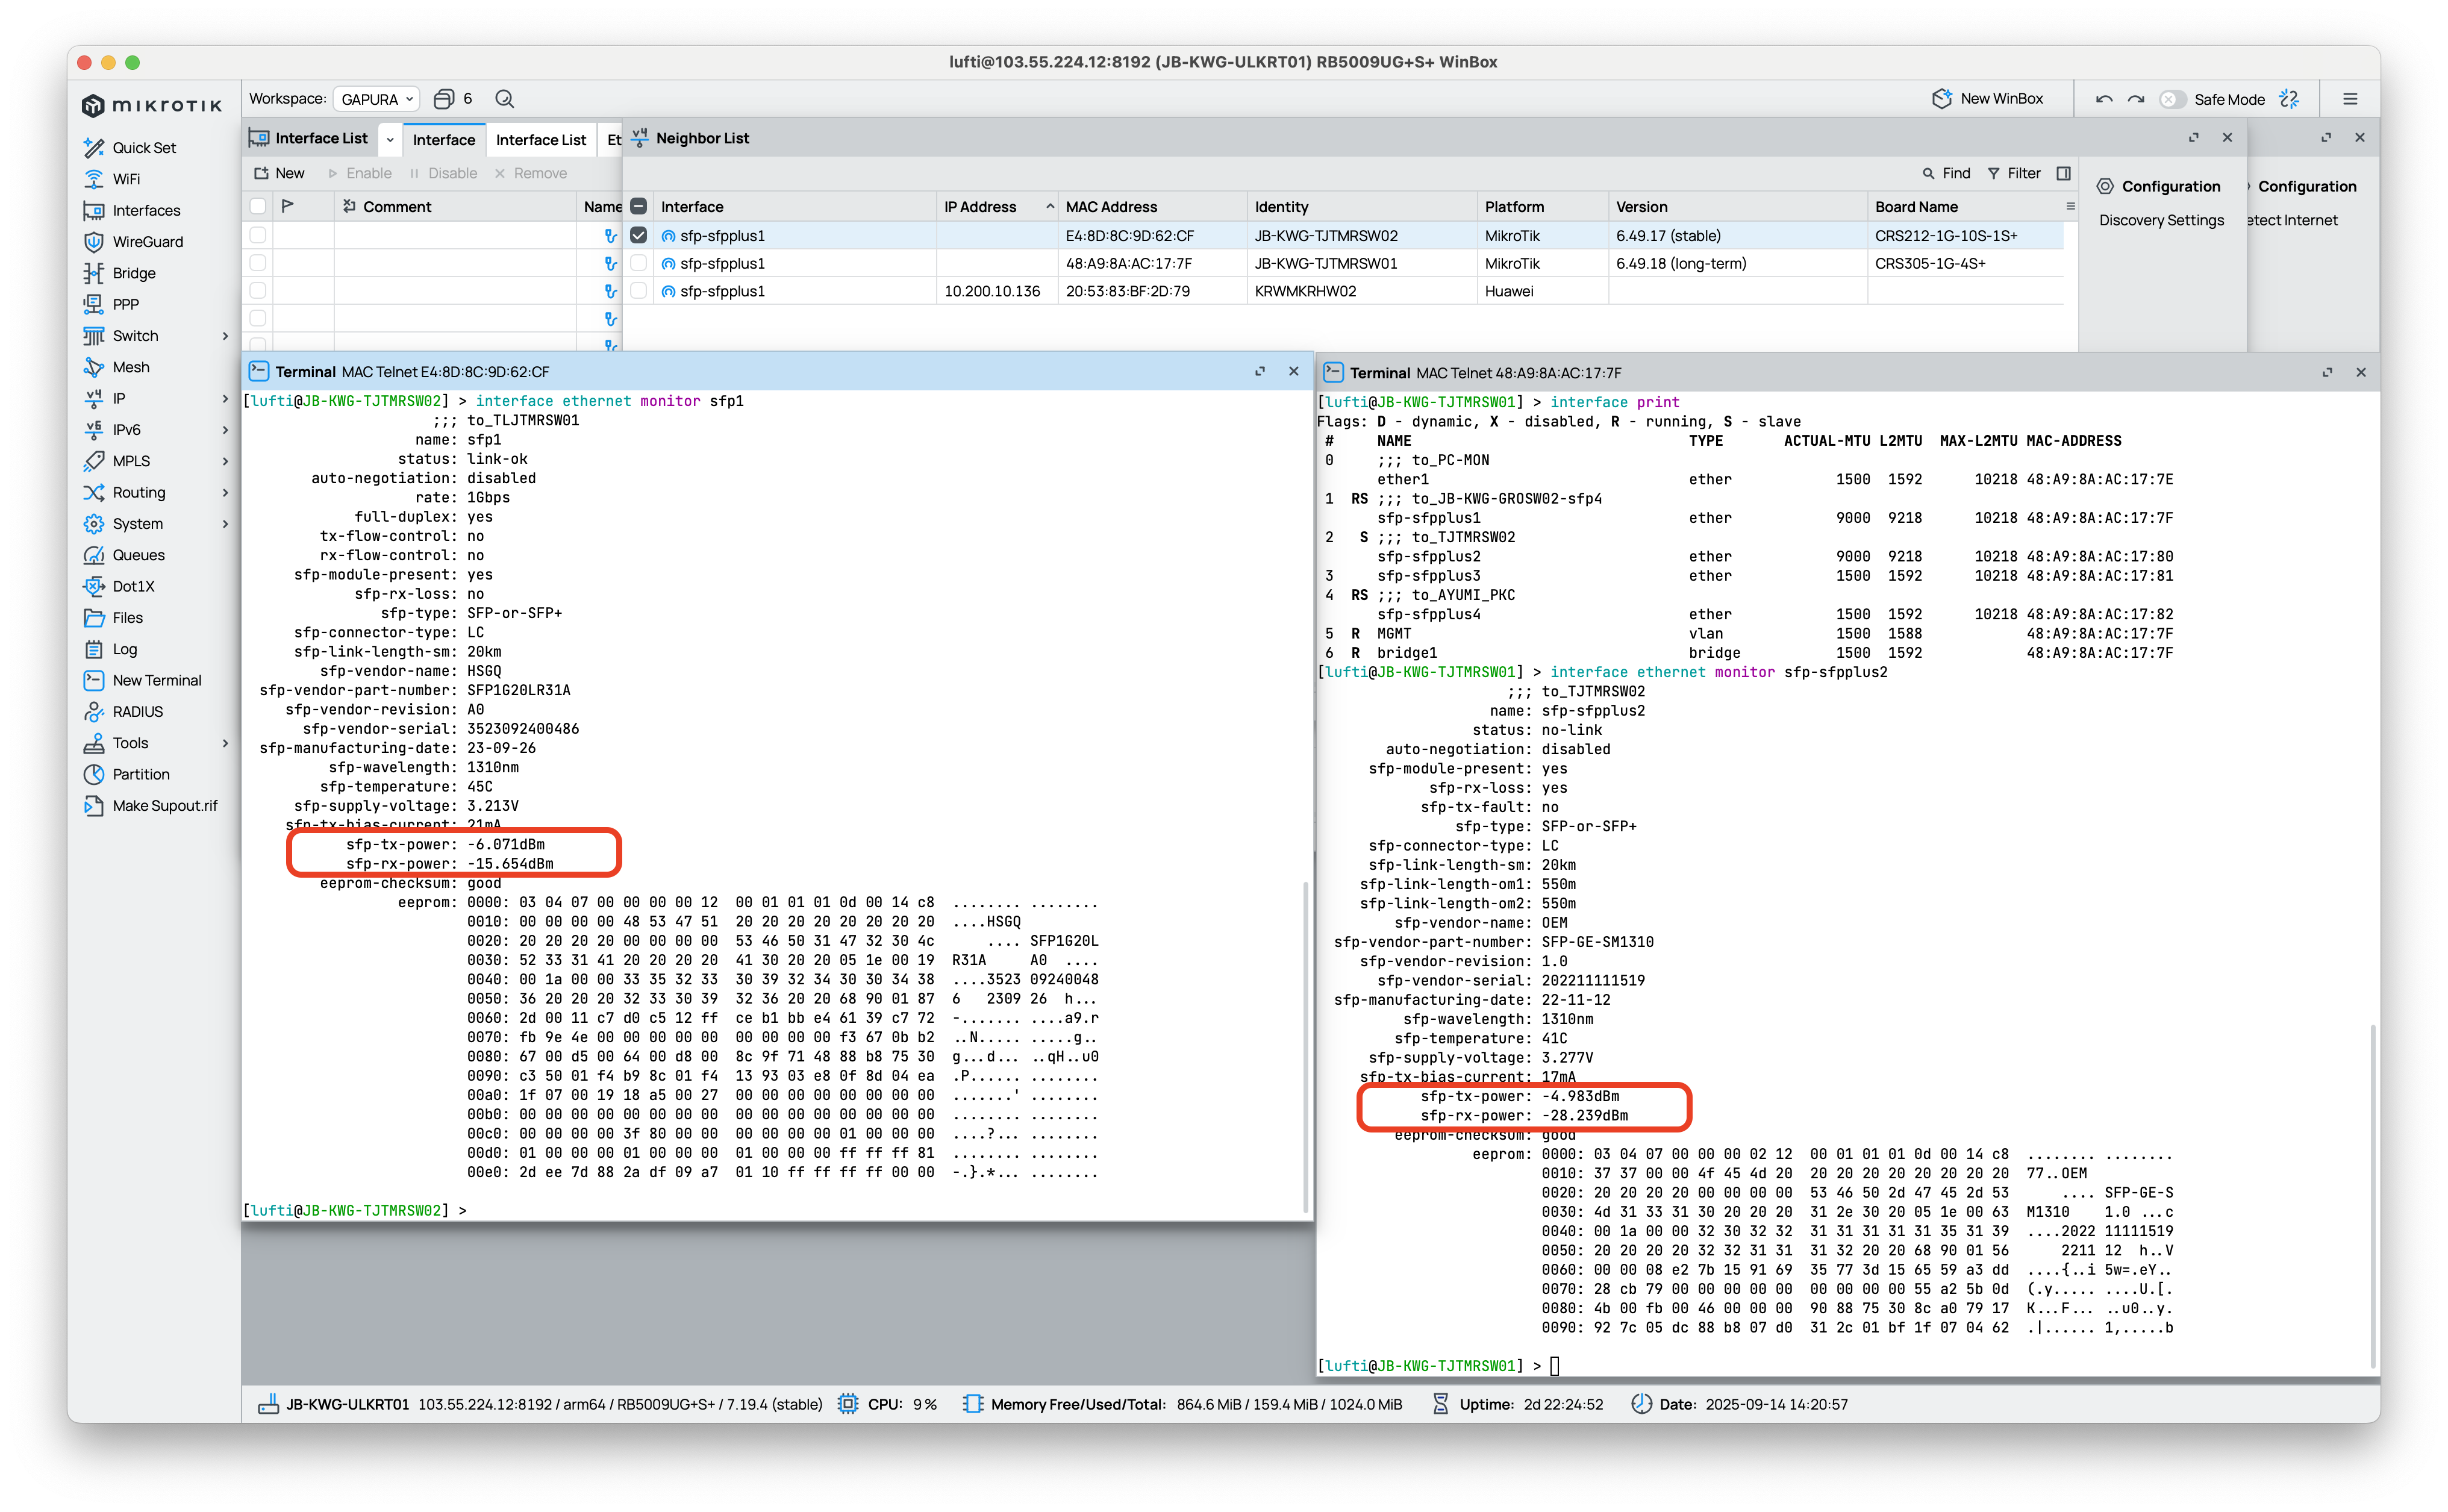 lufti@103.55.224.12:8192 (JB-KWG-ULKRT01) RB5009UG+S+ WinBox
MIKROTIK
Workspace: GAPURA 6
New WinBox
Safe Mode
Quick Set
WiFi
Interfaces
WireGuard
Bridge
PPP
Switch
Mesh
IP
IPv6
MPLS
Routing
System
Queues
Dot1X
Files
Log
New Terminal
RADIUS
Tools
Partition
Make Supout.rif
Interface List Interface Interface List Et
New Enable Disable Remove
Comment Name
Neighbor List
Find Filter
Interface IP Address MAC Address Identity Platform Version Board Name
sfp-sfpplus1 E4:8D:8C:9D:62:CF JB-KWG-TJTMRSW02 MikroTik 6.49.17 (stable) CRS212-1G-10S-1S+
sfp-sfpplus1 48:A9:8A:AC:17:7F JB-KWG-TJTMRSW01 MikroTik 6.49.18 (long-term) CRS305-1G-4S+
sfp-sfpplus1 10.200.10.136 20:53:83:BF:2D:79 KRWMKRHW02 Huawei
Configuration
Discovery Settings
Configuration
etect Internet
Terminal MAC Telnet E4:8D:8C:9D:62:CF
[lufti@JB-KWG-TJTMRSW02] > interface ethernet monitor sfp1
;;; to_TLJTMRSW01
name: sfp1
status: link-ok
auto-negotiation: disabled
rate: 1Gbps
full-duplex: yes
tx-flow-control: no
rx-flow-control: no
sfp-module-present: yes
sfp-rx-loss: no
sfp-type: SFP-or-SFP+
sfp-connector-type: LC
sfp-link-length-sm: 20km
sfp-vendor-name: HSGQ
sfp-vendor-part-number: SFP1G20LR31A
sfp-vendor-revision: A0
sfp-vendor-serial: 3523092400486
sfp-manufacturing-date: 23-09-26
sfp-wavelength: 1310nm
sfp-temperature: 45C
sfp-supply-voltage: 3.213V
sfp-tx-bias-current: 21mA
sfp-tx-power: -6.071dBm
sfp-rx-power: -15.654dBm
eeprom-checksum: good
eeprom: 0000: 03 04 07 00 00 00 00 12  00 01 01 01 0d 00 14 c8  ........ ........
0010: 00 00 00 00 48 53 47 51  20 20 20 20 20 20 20 20  ....HSGQ
0020: 20 20 20 20 00 00 00 00  53 46 50 31 47 32 30 4c      .... SFP1G20L
0030: 52 33 31 41 20 20 20 20  41 30 20 20 05 1e 00 19  R31A     A0  ....
0040: 00 1a 00 00 33 35 32 33  30 39 32 34 30 30 34 38  ....3523 09240048
0050: 36 20 20 20 32 33 30 39  32 36 20 20 68 90 01 87  6   2309 26  h...
0060: 2d 00 11 c7 d0 c5 12 ff  ce b1 bb e4 61 39 c7 72  -....... ....a9.r
0070: fb 9e 4e 00 00 00 00 00  00 00 00 00 f3 67 0b b2  ..N..... .....g..
0080: 67 00 d5 00 64 00 d8 00  8c 9f 71 48 88 b8 75 30  g...d... ..qH..u0
0090: c3 50 01 f4 b9 8c 01 f4  13 93 03 e8 0f 8d 04 ea  .P...... ........
00a0: 1f 07 00 19 18 a5 00 27  00 00 00 00 00 00 00 00  .......' ........
00b0: 00 00 00 00 00 00 00 00  00 00 00 00 00 00 00 00  ........ ........
00c0: 00 00 00 00 3f 80 00 00  00 00 00 00 01 00 00 00  ....?... ........
00d0: 01 00 00 00 01 00 00 00  01 00 00 00 ff ff ff 81  ........ ........
00e0: 2d ee 7d 88 2a df 09 a7  01 10 ff ff ff ff 00 00  -.}.*... ........
[lufti@JB-KWG-TJTMRSW02] >
Terminal MAC Telnet 48:A9:8A:AC:17:7F
[lufti@JB-KWG-TJTMRSW01] > interface print
Flags: D - dynamic, X - disabled, R - running, S - slave
# NAME TYPE ACTUAL-MTU L2MTU MAX-L2MTU MAC-ADDRESS
0 ;;; to_PC-MON
ether1 ether 1500 1592 10218 48:A9:8A:AC:17:7E
1 RS ;;; to_JB-KWG-GROSW02-sfp4
sfp-sfpplus1 ether 9000 9218 10218 48:A9:8A:AC:17:7F
2 S ;;; to_TJTMRSW02
sfp-sfpplus2 ether 9000 9218 10218 48:A9:8A:AC:17:80
3 sfp-sfpplus3 ether 1500 1592 10218 48:A9:8A:AC:17:81
4 RS ;;; to_AYUMI_PKC
sfp-sfpplus4 ether 1500 1592 10218 48:A9:8A:AC:17:82
5 R MGMT vlan 1500 1588 48:A9:8A:AC:17:7F
6 R bridge1 bridge 1500 1592 48:A9:8A:AC:17:7F
[lufti@JB-KWG-TJTMRSW01] > interface ethernet monitor sfp-sfpplus2
;;; to_TJTMRSW02
name: sfp-sfpplus2
status: no-link
auto-negotiation: disabled
sfp-module-present: yes
sfp-rx-loss: yes
sfp-tx-fault: no
sfp-type: SFP-or-SFP+
sfp-connector-type: LC
sfp-link-length-sm: 20km
sfp-link-length-om1: 550m
sfp-link-length-om2: 550m
sfp-vendor-name: OEM
sfp-vendor-part-number: SFP-GE-SM1310
sfp-vendor-revision: 1.0
sfp-vendor-serial: 202211111519
sfp-manufacturing-date: 22-11-12
sfp-wavelength: 1310nm
sfp-temperature: 41C
sfp-supply-voltage: 3.277V
sfp-tx-bias-current: 17mA
sfp-tx-power: -4.983dBm
sfp-rx-power: -28.239dBm
eeprom-checksum: good
eeprom: 0000: 03 04 07 00 00 00 02 12  00 01 01 01 0d 00 14 c8  ........ ........
0010: 37 37 00 00 4f 45 4d 20  20 20 20 20 20 20 20 20  77..OEM
0020: 20 20 20 20 00 00 00 00  53 46 50 2d 47 45 2d 53      .... SFP-GE-S
0030: 4d 31 33 31 30 20 20 20  31 2e 30 20 05 1e 00 63  M1310    1.0 ...c
0040: 00 1a 00 00 32 30 32 32  31 31 31 31 31 35 31 39  ....2022 11111519
0050: 20 20 20 20 32 32 31 31  31 32 20 20 68 90 01 56      2211 12  h..V
0060: 00 00 08 e2 7b 15 91 69  35 77 3d 15 65 59 a3 dd  ....{..i 5w=.eY..
0070: 28 cb 79 00 00 00 00 00  00 00 00 00 55 a2 5b 0d  (.y..... ....U.[.
0080: 4b 00 fb 00 46 00 00 00  90 88 75 30 8c a0 79 17  K...F... ..u0..y.
0090: 92 7c 05 dc 88 b8 07 d0  31 2c 01 bf 1f 07 04 62  .|...... 1,.....b
[lufti@JB-KWG-TJTMRSW01] >
JB-KWG-ULKRT01 103.55.224.12:8192 / arm64 / RB5009UG+S+ / 7.19.4 (stable) CPU: 9 % Memory Free/Used/Total: 864.6 MiB / 159.4 MiB / 1024.0 MiB Uptime: 2d 22:24:52 Date: 2025-09-14 14:20:57